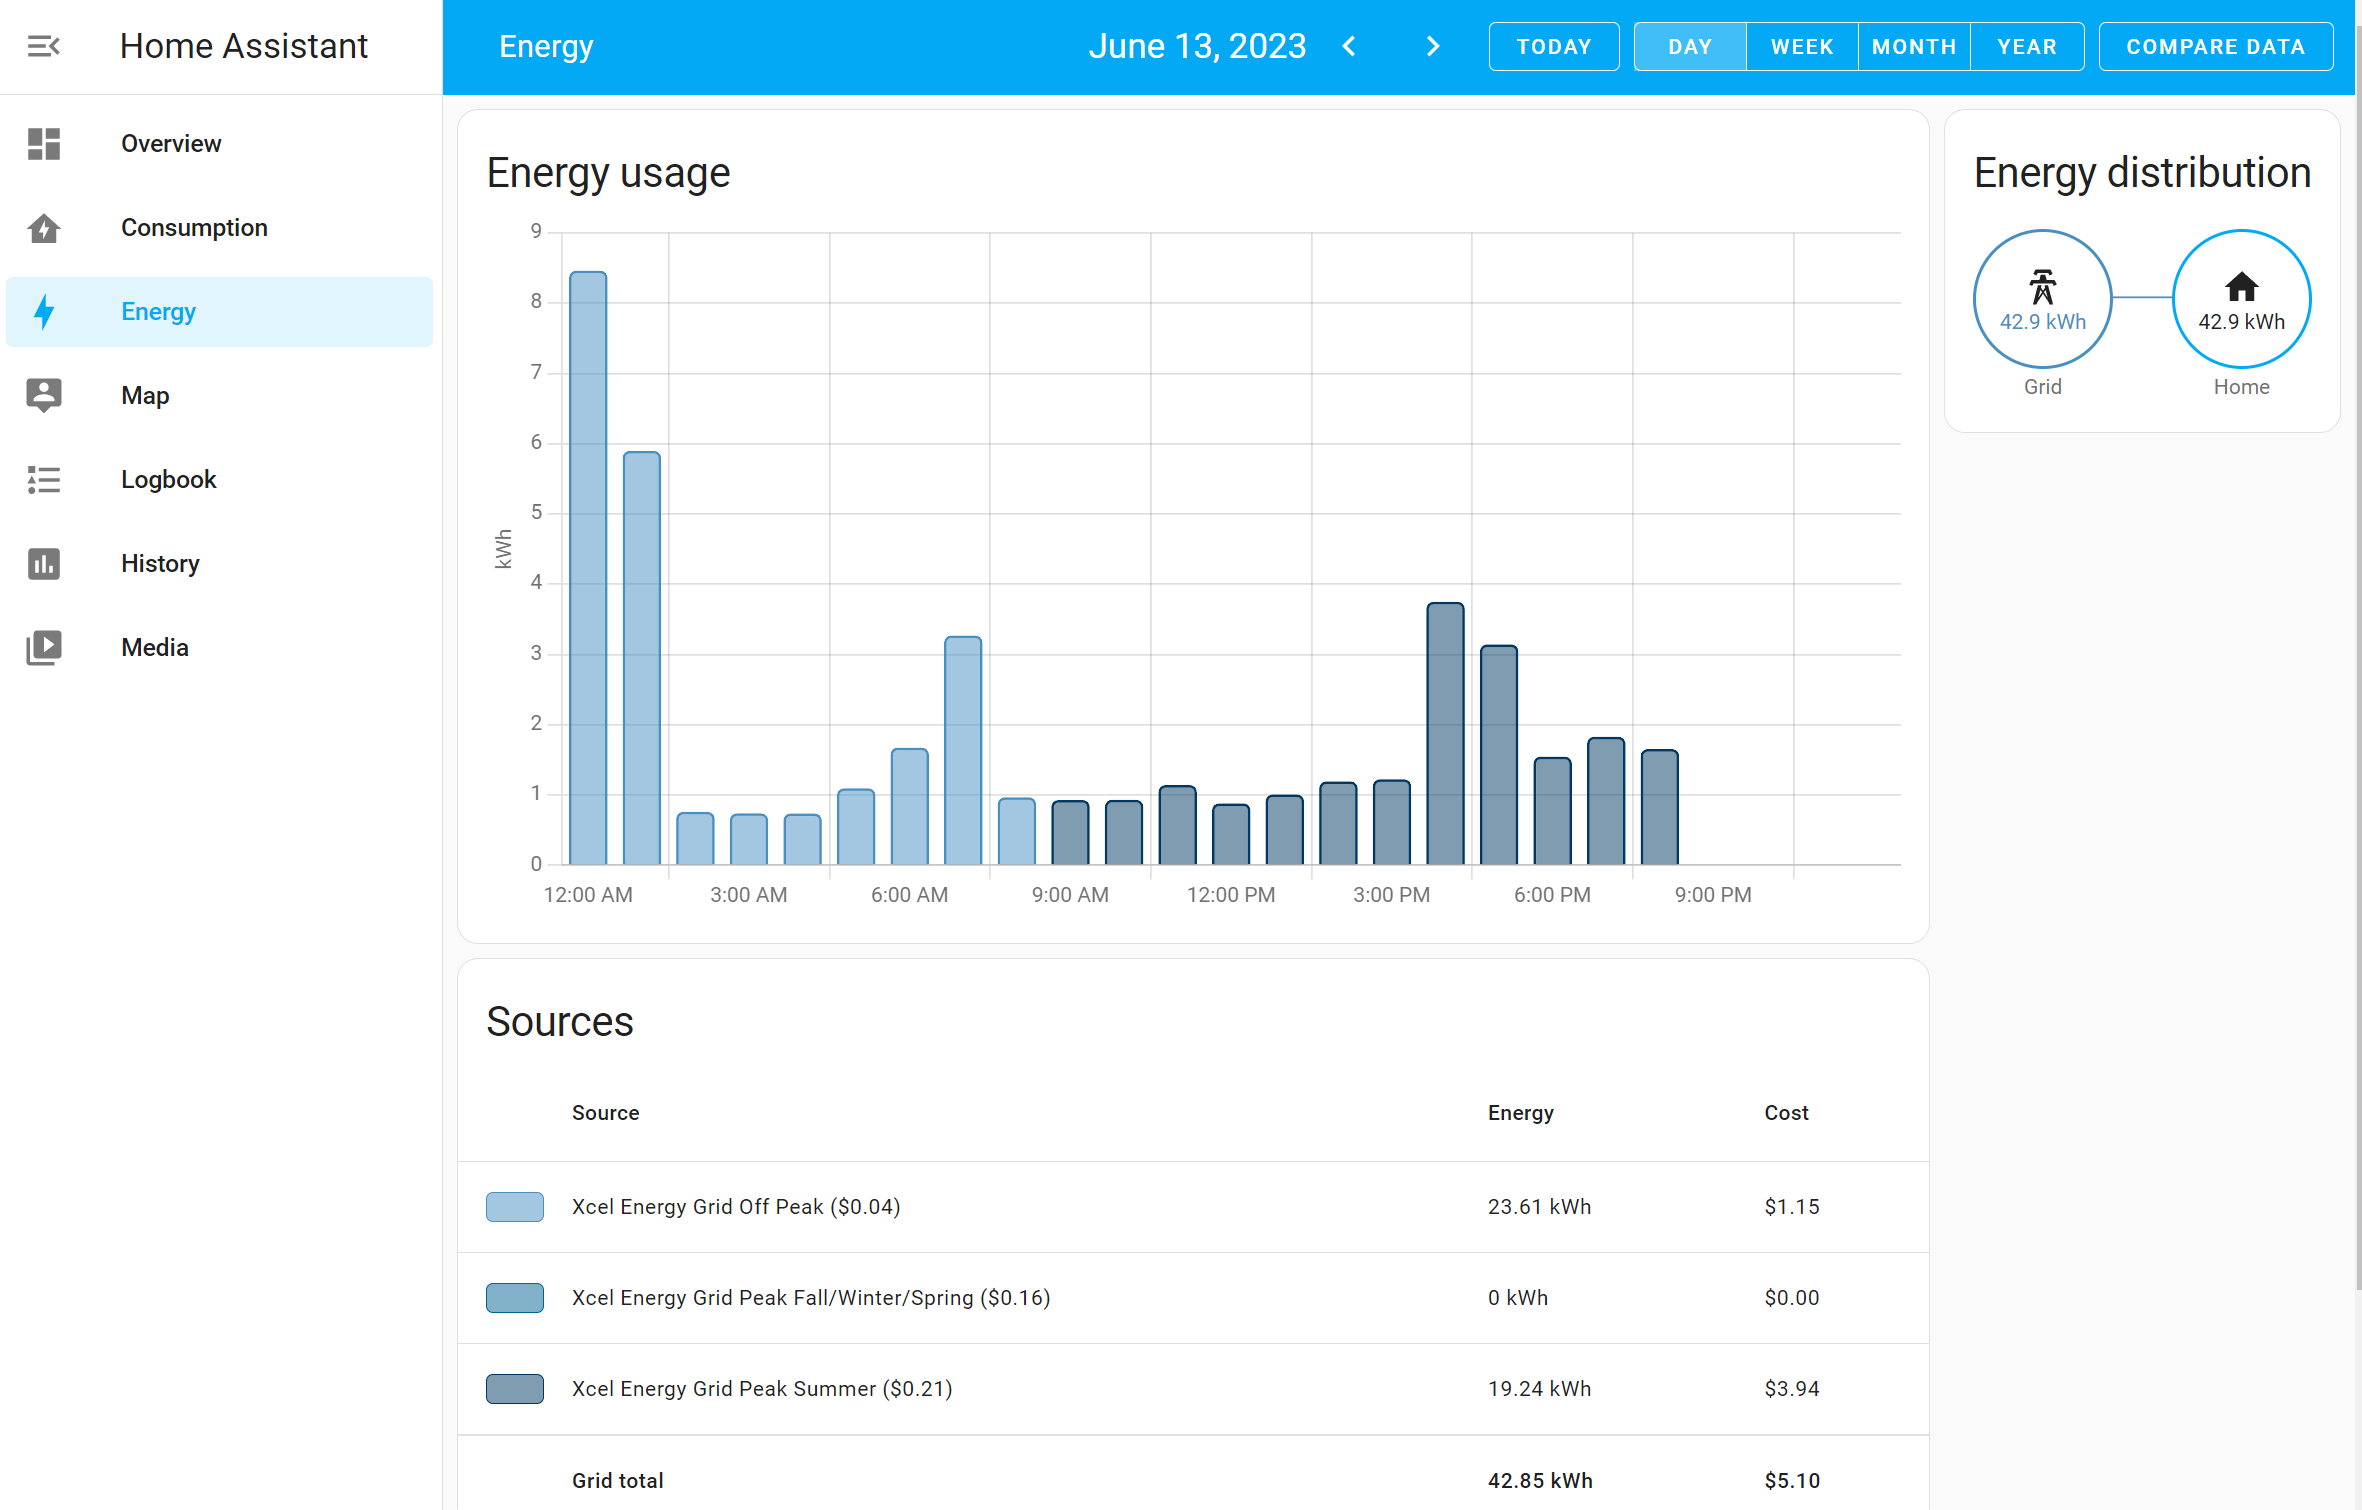 Home Assistant
Energy
June 13, 2023
TODAY
DAY WEEK MONTH YEAR
COMPARE DATA
Overview
Consumption
Energy
Map
Logbook
History
Media
Energy usage
kWh
9
8
7
6
5
4
3
2
1
0
12:00 AM 3:00 AM 6:00 AM 9:00 AM 12:00 PM 3:00 PM 6:00 PM 9:00 PM
Energy distribution
42.9 kWh
Grid
42.9 kWh
Home
Sources
Source Energy Cost
Xcel Energy Grid Off Peak ($0.04) 23.61 kWh $1.15
Xcel Energy Grid Peak Fall/Winter/Spring ($0.16) 0 kWh $0.00
Xcel Energy Grid Peak Summer ($0.21) 19.24 kWh $3.94
Grid total 42.85 kWh $5.10